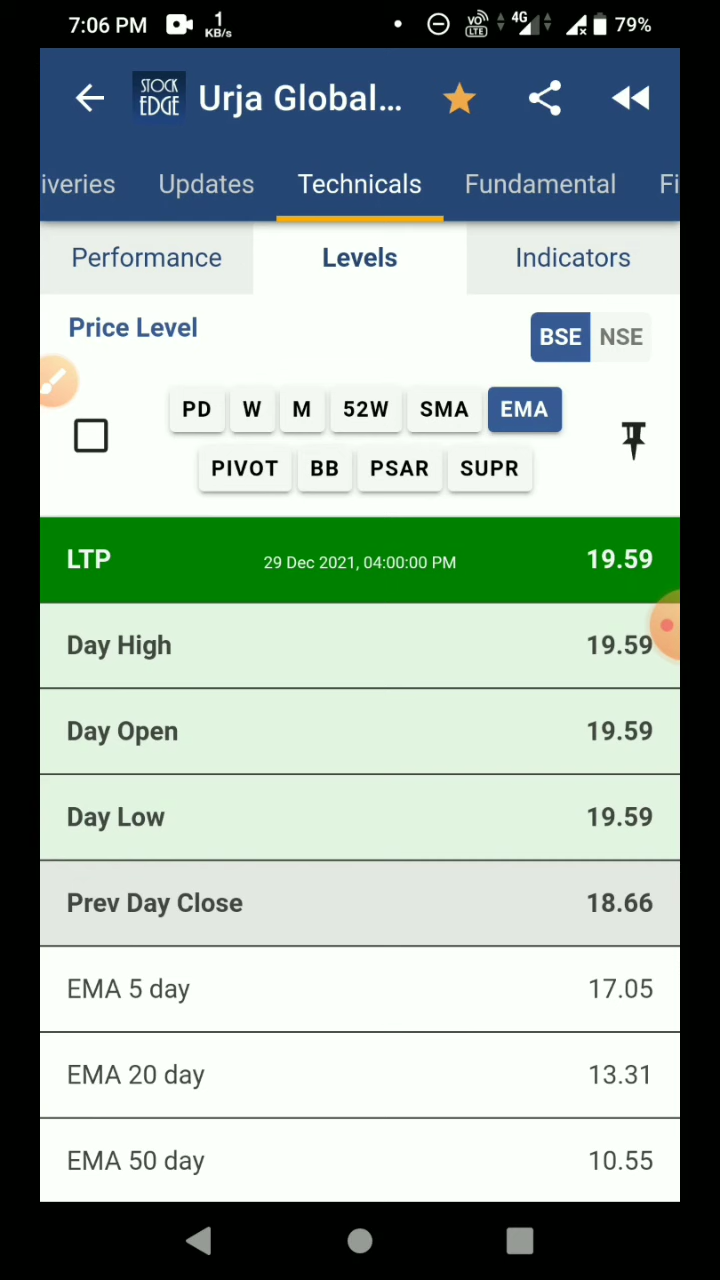 7:06 PM 1 KB/s VO LTE 4G 79%
STOCK EDGE Urja Global...
iveries Updates Technicals Fundamental Fi
Performance Levels Indicators
Price Level BSE NSE
PD W M 52W SMA EMA
PIVOT BB PSAR SUPR
LTP 29 Dec 2021, 04:00:00 PM 19.59
Day High 19.59
Day Open 19.59
Day Low 19.59
Prev Day Close 18.66
EMA 5 day 17.05
EMA 20 day 13.31
EMA 50 day 10.55